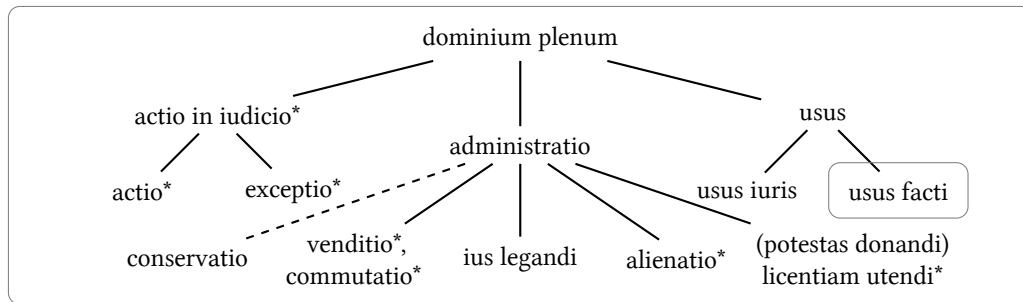 dominium plenum
actio in iudicio*
usus
administratio
actio*
exceptio*
usus iuris
usus facti
conservatio
venditio*,
commutatio*
ius legandi
alienatio*
(potestas donandi)
licentiam utendi*